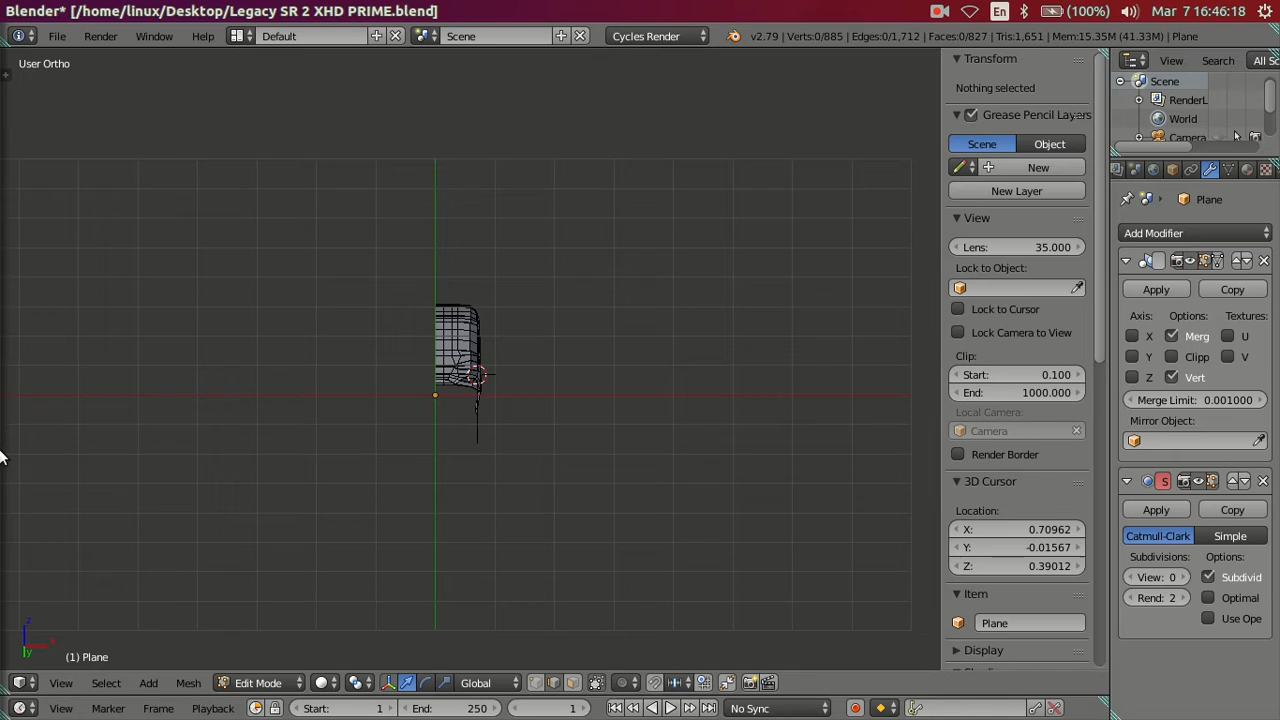 Blender* [/home/linux/Desktop/Legacy SR 2 XHD PRIME.blend]
En
(100%)
Mar 7 16:46:18
File
Render
Window
Help
Default
Scene
Cycles Render
v2.79 | Verts:0/885 | Edges:0/1,712 | Faces:0/827 | Tris:1,651 | Mem:15.35M (41.33M) | Plane
User Ortho
(1) Plane
Transform
Nothing selected
Grease Pencil Layers
Scene
Object
New
New Layer
View
Lens: 35.000
Lock to Object:
Lock to Cursor
Lock Camera to View
Clip:
Start: 0.100
End: 1000.000
Local Camera:
Camera
Render Border
3D Cursor
Location:
X: 0.70962
Y: -0.01567
Z: 0.39012
Item
Plane
Display
View
Search
All Sc
Scene
RenderL
World
Camera
Plane
Add Modifier
Apply
Copy
Axis:
Options:
Textures:
X
Merg
U
Y
Clipp
V
Z
Vert
Merge Limit: 0.001000
Mirror Object:
S
Apply
Copy
Catmull-Clark
Simple
Subdivisions:
Options:
View: 0
Subdivid
Rend: 2
Optimal
Use Ope
z
x
y
View
Select
Add
Mesh
Edit Mode
Global
View
Marker
Frame
Playback
Start: 1
End: 250
1
No Sync